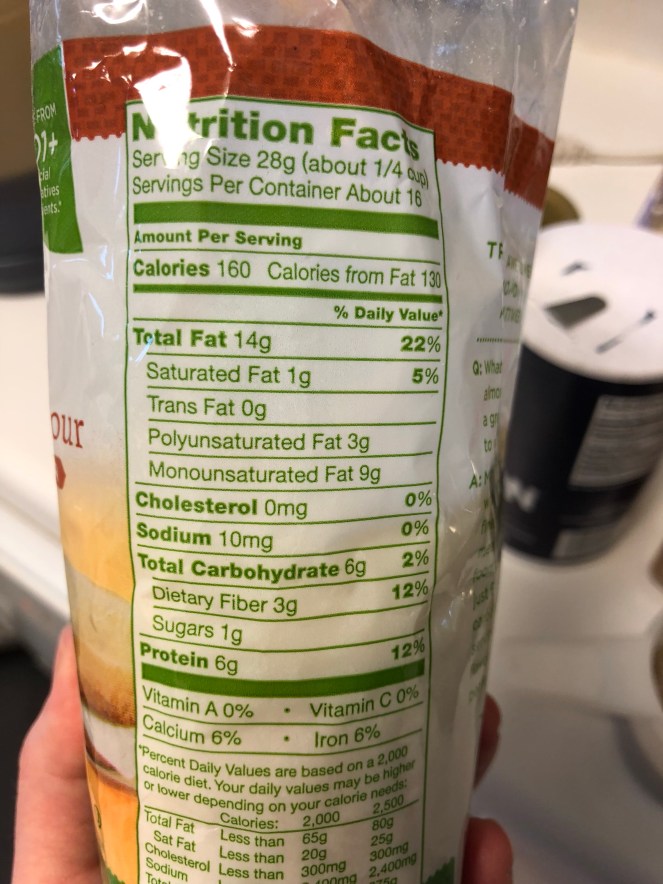 FROM
ents."
our
Nutrition Facts
Serving Size 28g (about 1/4 cup)
Servings Per Container About 16
Amount Per Serving
Calories 160 Calories from Fat 130
% Daily Value*
Total Fat 14g 22%
Saturated Fat 1g 5%
Trans Fat 0g
Polyunsaturated Fat 3g
Monounsaturated Fat 9g
Cholesterol 0mg 0%
Sodium 10mg 0%
Total Carbohydrate 6g 2%
Dietary Fiber 3g 12%
Sugars 1g
Protein 6g 12%
Vitamin A 0% • Vitamin C 0%
Calcium 6% • Iron 6%
*Percent Daily Values are based on a 2,000
calorie diet. Your daily values may be higher
or lower depending on your calorie needs:
Calories: 2,000 2,500
Total Fat Less than 65g 80g
Sat Fat Less than 20g 25g
Cholesterol Less than 300mg 300mg
Sodium 2,400mg
Q: What
A: